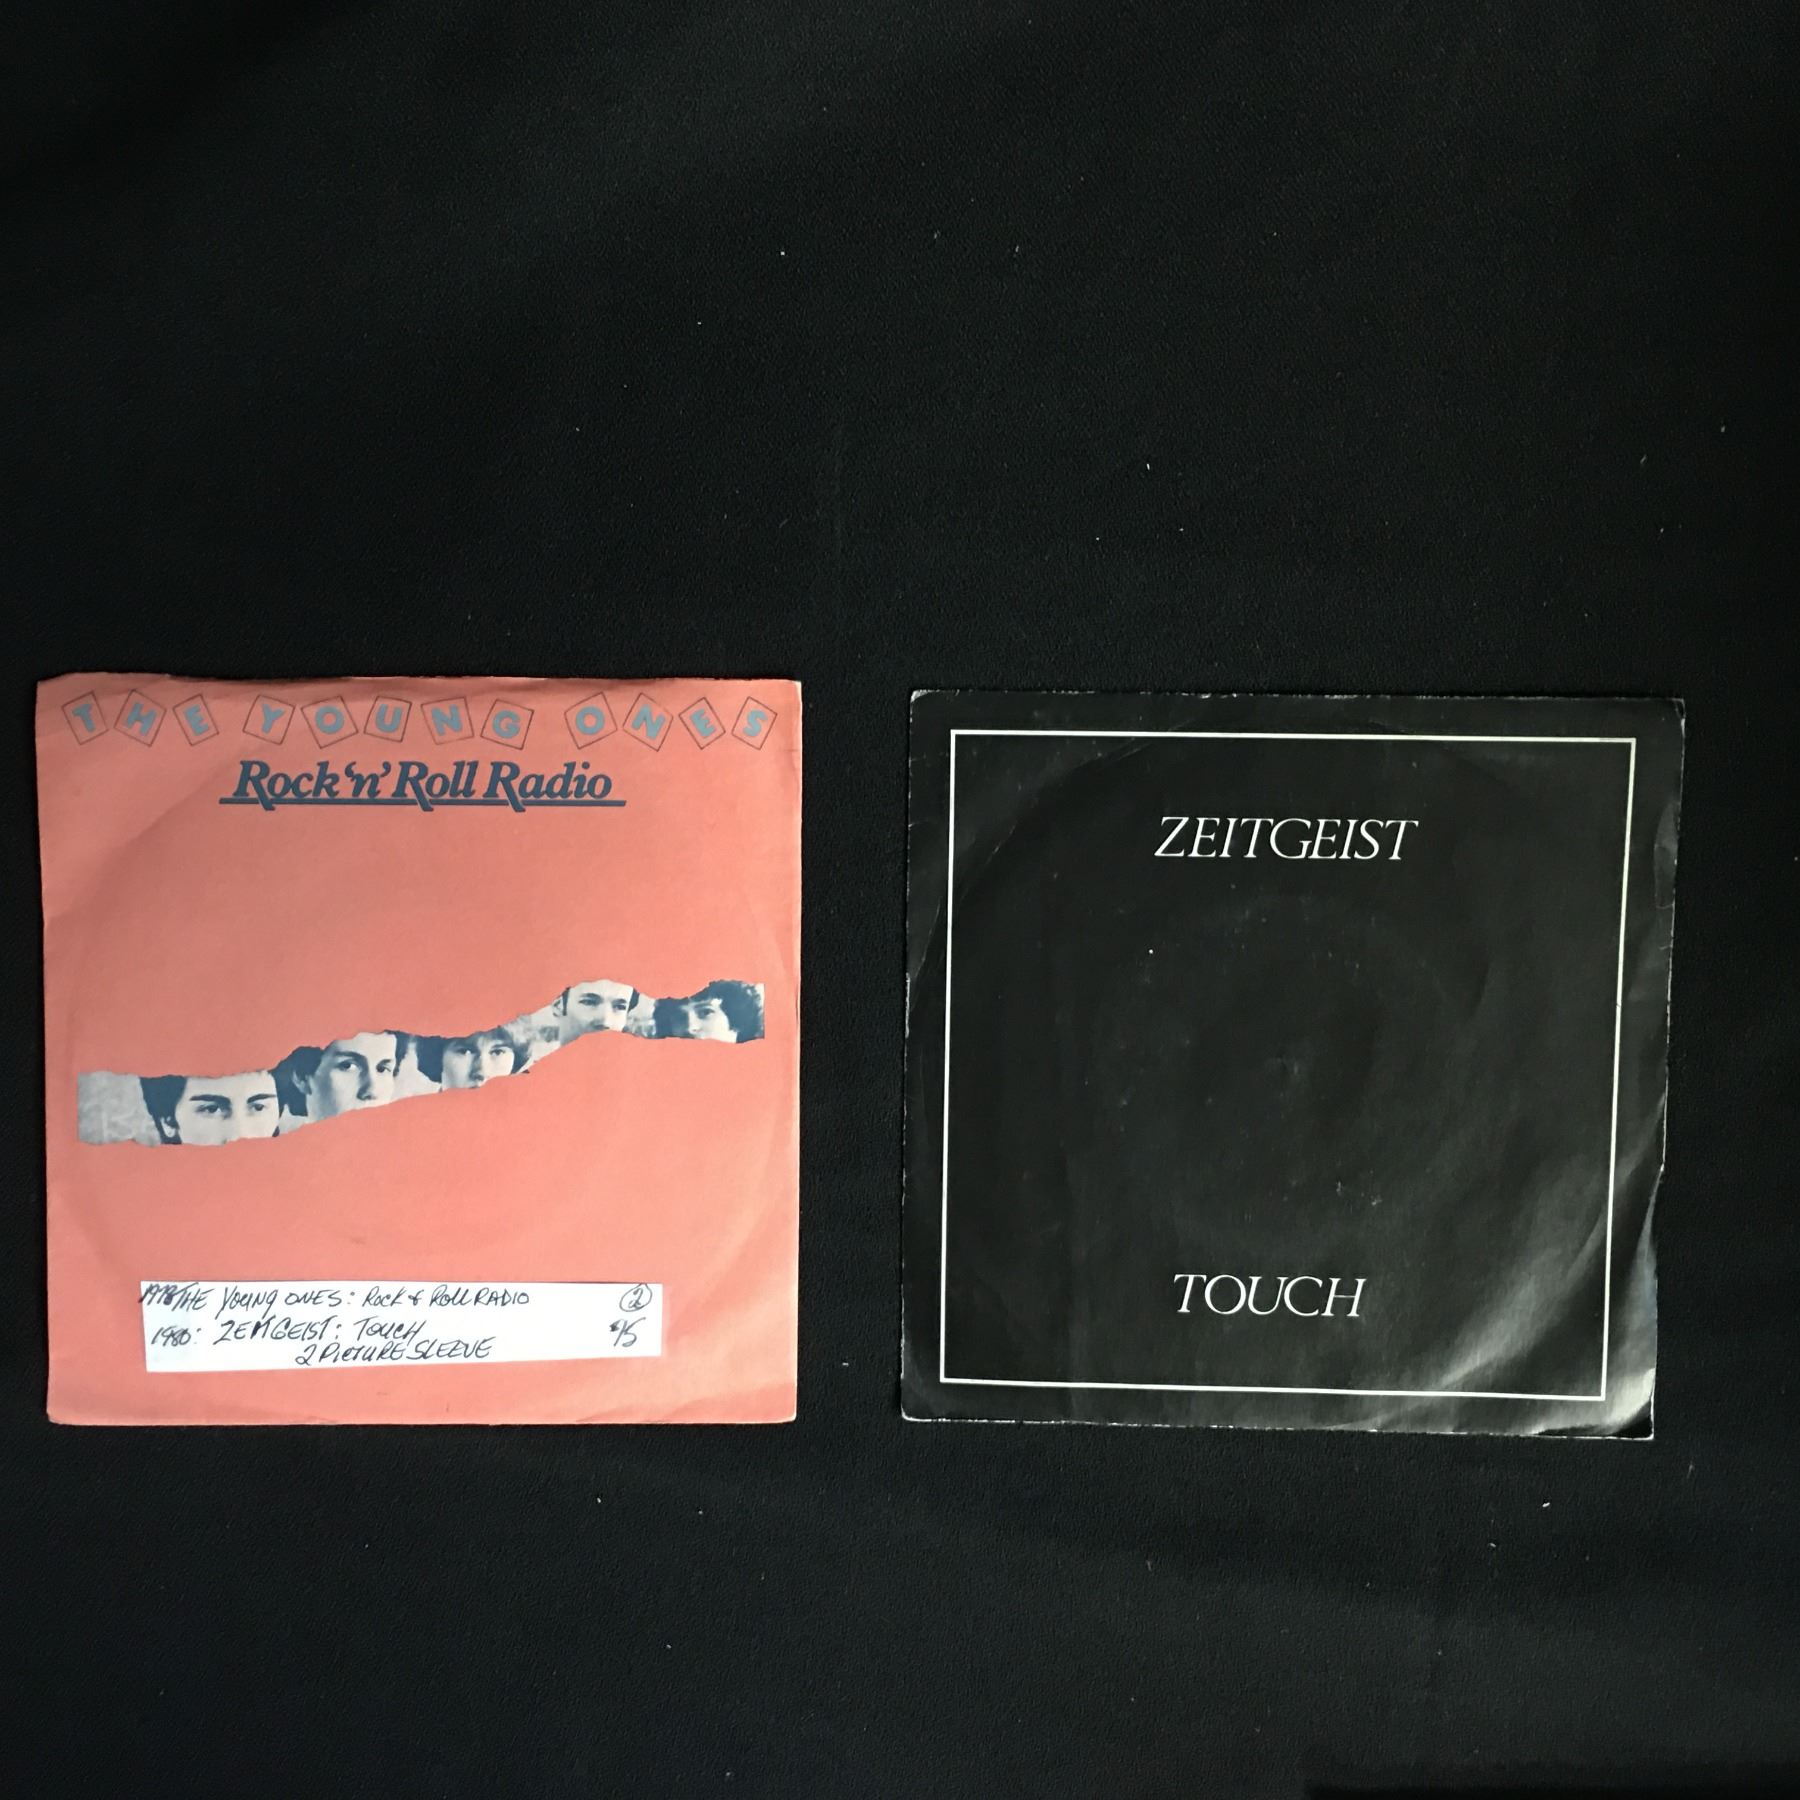 THE YOUNG ONES
Rock 'n' Roll Radio
1978 THE YOUNG ONES: ROCK & ROLL RADIO 2
1980: ZEITGEIST: TOUCH
2 PICTURE SLEEVE
ZEITGEIST
TOUCH